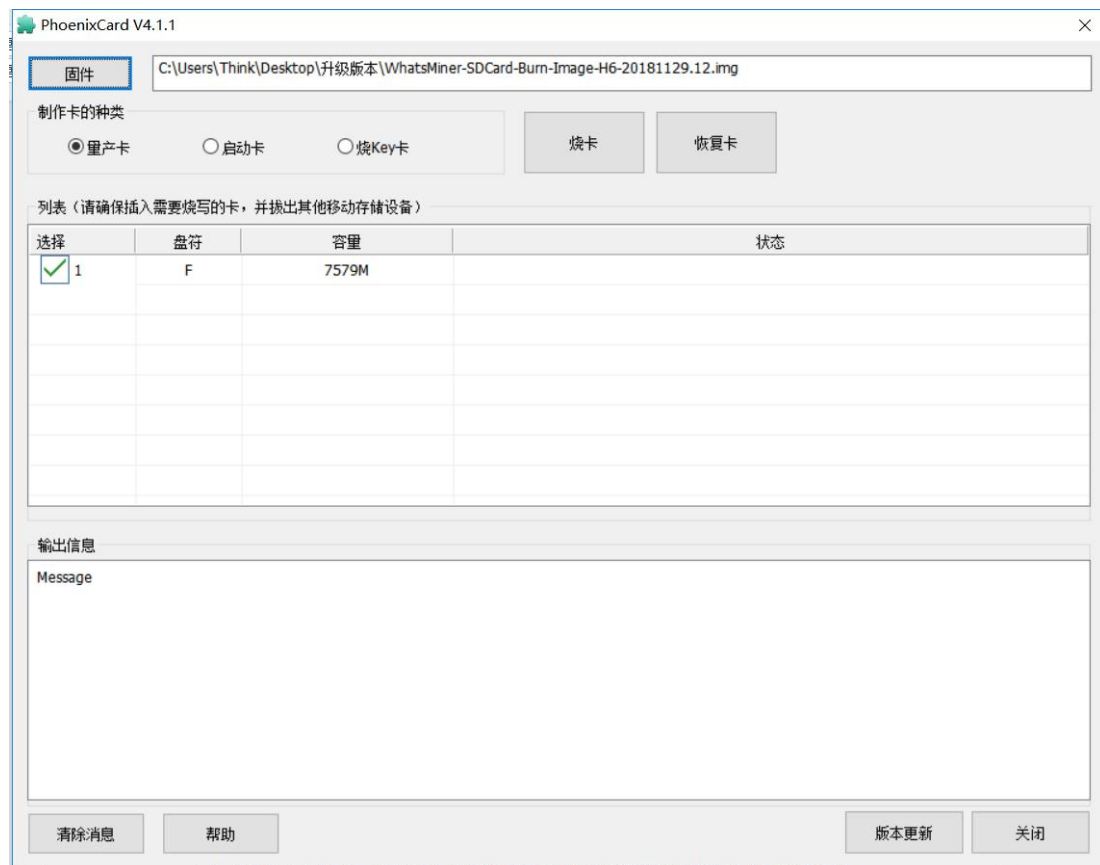 PhoenixCard V4.1.1
固件 C:\Users\Think\Desktop\升级版本\WhatsMiner-SDCard-Burn-Image-H6-20181129.12.img
制作卡的种类
量产卡 启动卡 烧Key卡 烧卡 恢复卡
列表（请确保插入需要烧写的卡，并拔出其他移动存储设备）
选择 盘符 容量 状态
1 F 7579M
输出信息
Message
清除消息 帮助 版本更新 关闭